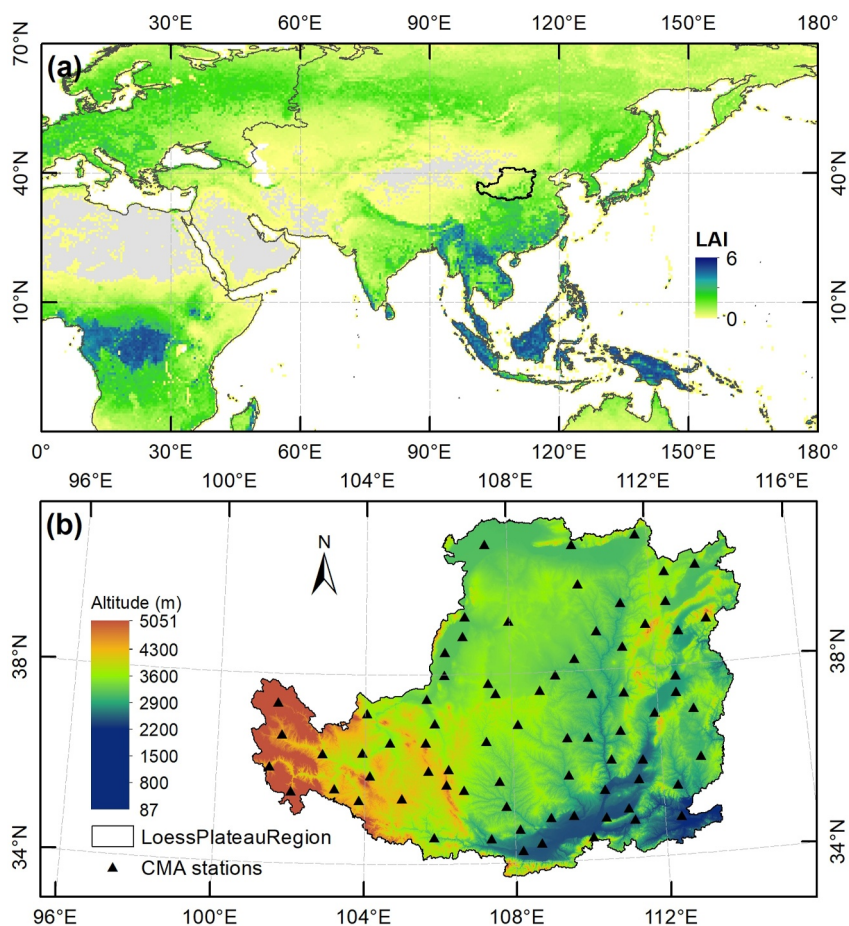 0° 30°E 60°E 90°E 120°E 150°E 180°
70°N
(a)
40°N 40°N
LAI
6
0
10°N 10°N
0° 30°E 60°E 90°E 120°E 150°E 180°
96°E 100°E 104°E 108°E 112°E 116°E
(b)
N
Altitude (m)
5051
4300
3600
2900
2200
1500
800
87
38°N 38°N
34°N 34°N
LoessPlateauRegion
CMA stations
96°E 100°E 104°E 108°E 112°E